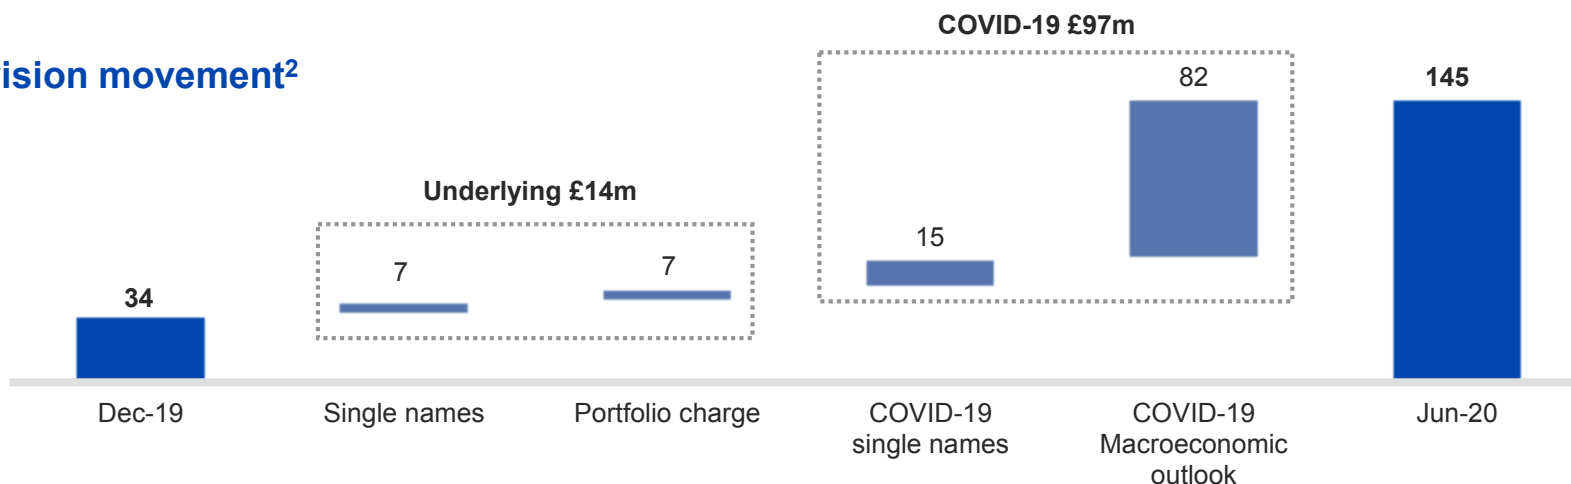 COVID-19 £97m
movement²
82
145
Underlying £14m
15
7
7
34
Dec-19
Single names
Portfolio charge
COVID-19
single names
COVID-19
Macroeconomic
outlook
Jun-20